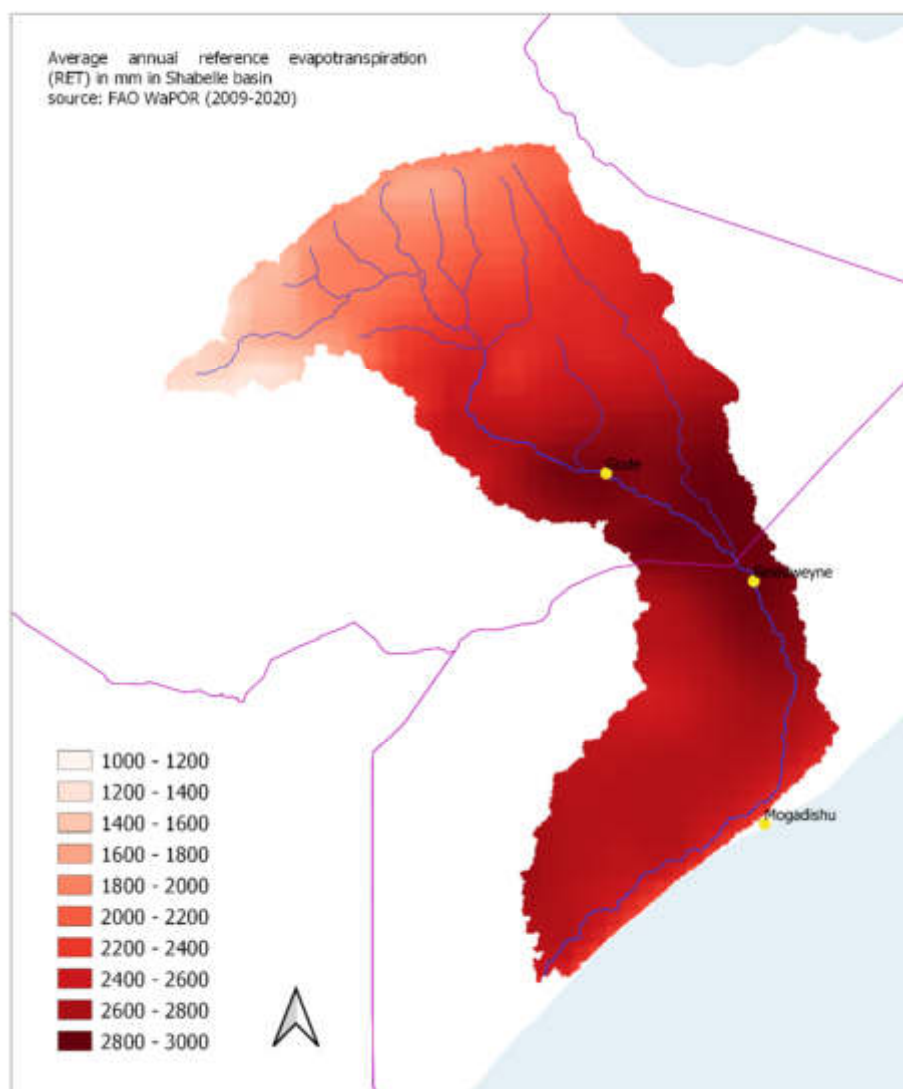 Average annual reference evapotranspiration
(RET) in mm in Shabelle basin
source: FAO WaPOR (2009-2020)
Mogadishu
1000 - 1200
1200 - 1400
1400 - 1600
1600 - 1800
1800 - 2000
2000 - 2200
2200 - 2400
2400 - 2600
2600 - 2800
2800 - 3000